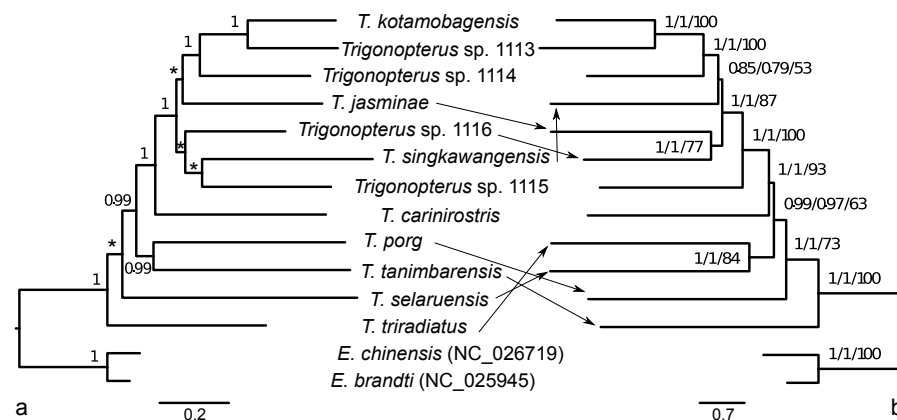 1 T. kotamobagensis 1/1/100
1 Trigonopterus sp. 1113 1/1/100
* Trigonopterus sp. 1114 0.85/0.79/53
1 T. jasminae 1/1/87
* Trigonopterus sp. 1116 1/1/77 1/1/100
1 * T. singkawangensis 1/1/93
Trigonopterus sp. 1115
0.99 T. carinirostris 0.99/0.97/63
* T. porg 1/1/84 1/1/73
0.99 T. tanimbarensis
1 T. selaruensis 1/1/100
T. triradiatus
1 E. chinensis (NC_026719) 1/1/100
E. brandti (NC_025945)
a 0.2 0.7 b